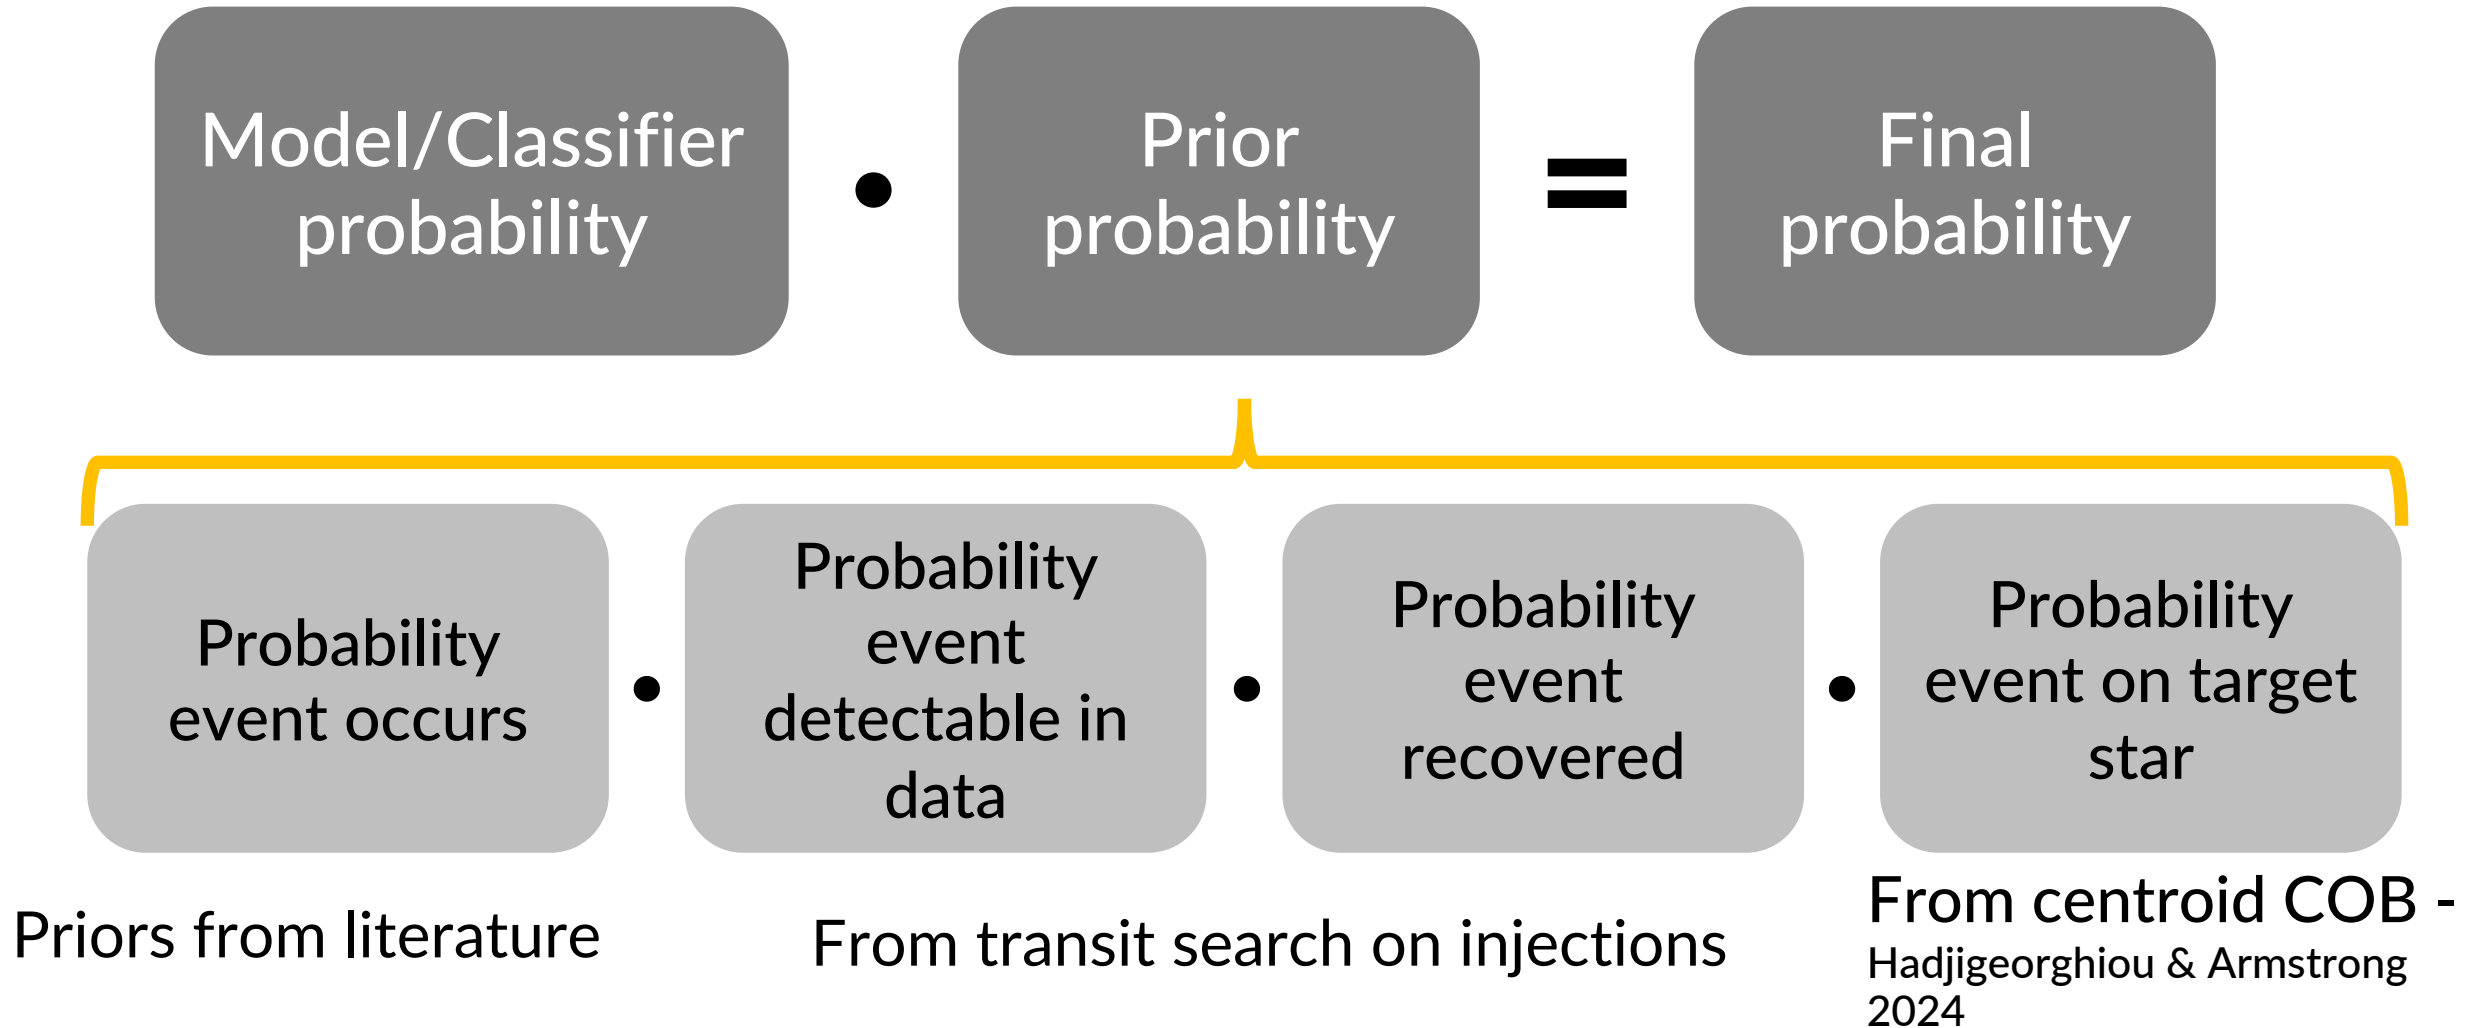 Model/Classifier
probability
•
Prior
probability
=
Final
probability
Probability
event occurs
•
Probability
event
detectable in
data
•
Probability
event
recovered
•
Probability
event on target
star
Priors from literature
From transit search on injections
From centroid COB -
Hadjigeorghiou & Armstrong
2024